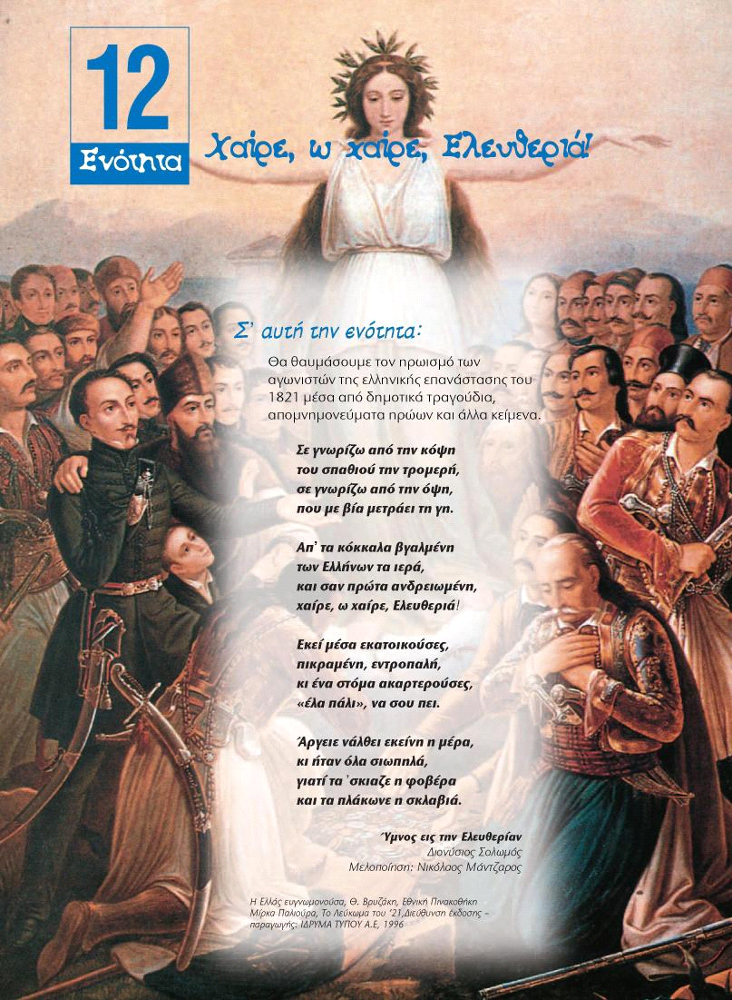 12
Ενότητα
Χαίρε, ω χαίρε, Ελευθεριά!
Σ' αυτή την ενότητα:
Θα θαυμάσουμε τον ηρωισμό των
αγωνιστών της ελληνικής επανάστασης του
1821 μέσα από δημοτικά τραγούδια,
απομνημονεύματα ηρώων και άλλα κείμενα.
Σε γνωρίζω από την κόψη
του σπαθιού την τρομερή,
σε γνωρίζω από την όψη,
που με βία μετράει τη γη.
Απ' τα κόκκαλα βγαλμένη
των Ελλήνων τα ιερά,
και σαν πρώτα ανδρειωμένη,
χαίρε, ω χαίρε, Ελευθεριά!
Εκεί μέσα εκατοικούσες,
πικραμένη, εντροπαλή,
κι ένα στόμα ακαρτερούσες,
«έλα πάλι», να σου πει.
Άργειε νάλθει εκείνη η μέρα,
κι ήταν όλα σιωπηλά,
γιατί τα 'σκιαζε η φοβέρα
και τα πλάκωνε η σκλαβιά.
Ύμνος εις την Ελευθερίαν
Διονύσιος Σολωμός
Μελοποίηση: Νικόλαος Μάντζαρος
Η Ελλάς ευγνωμονούσα, Θ. Βρυζάκη, Εθνική Πινακοθήκη
Μίρκα Παλιούρα, Το Λεύκωμα του '21,Διεύθυνση έκδοσης –
παραγωγής: ΙΔΡΥΜΑ ΤΥΠΟΥ Α.Ε, 1996